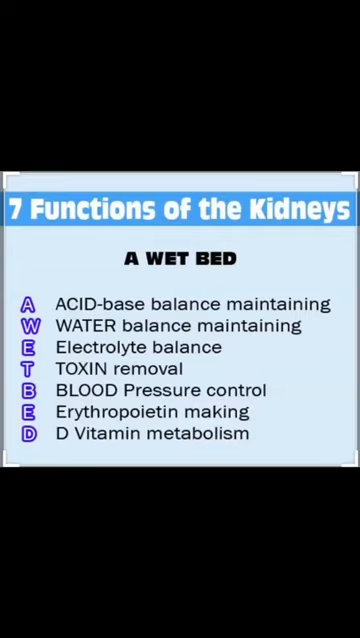 7 Functions of the Kidneys
A WET BED
A ACID-base balance maintaining
W WATER balance maintaining
E Electrolyte balance
T TOXIN removal
B BLOOD Pressure control
E Erythropoietin making
D D Vitamin metabolism